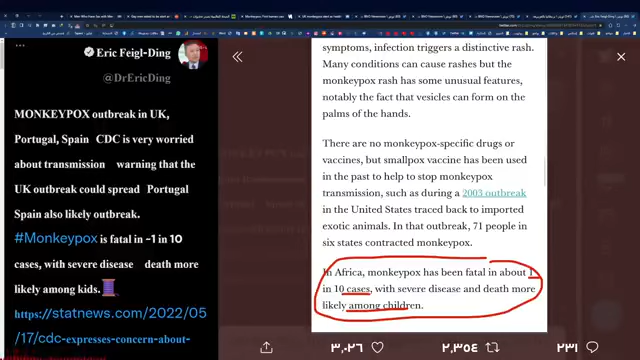 Eric Feigl-Ding
@DrEricDing
MONKEYPOX outbreak in UK,
Portugal, Spain CDC is very worried
about transmission warning that the
UK outbreak could spread Portugal
Spain also likely outbreak.
#Monkeypox is fatal in ~1 in 10
cases, with severe disease death more
likely among kids.
https://statnews.com/2022/05
/17/cdc-expresses-concern-about-
symptoms, infection triggers a distinctive rash.
Many conditions can cause rashes but the
monkeypox rash has some unusual features,
notably the fact that vesicles can form on the
palms of the hands.
There are no monkeypox-specific drugs or
vaccines, but smallpox vaccine has been used
in the past to help to stop monkeypox
transmission, such as during a 2003 outbreak
in the United States traced back to imported
exotic animals. In that outbreak, 71 people in
six states contracted monkeypox.
In Africa, monkeypox has been fatal in about 1
in 10 cases, with severe disease and death more
likely among children.
٣,٠٢٦
٢,٣٥٤
٢٣١